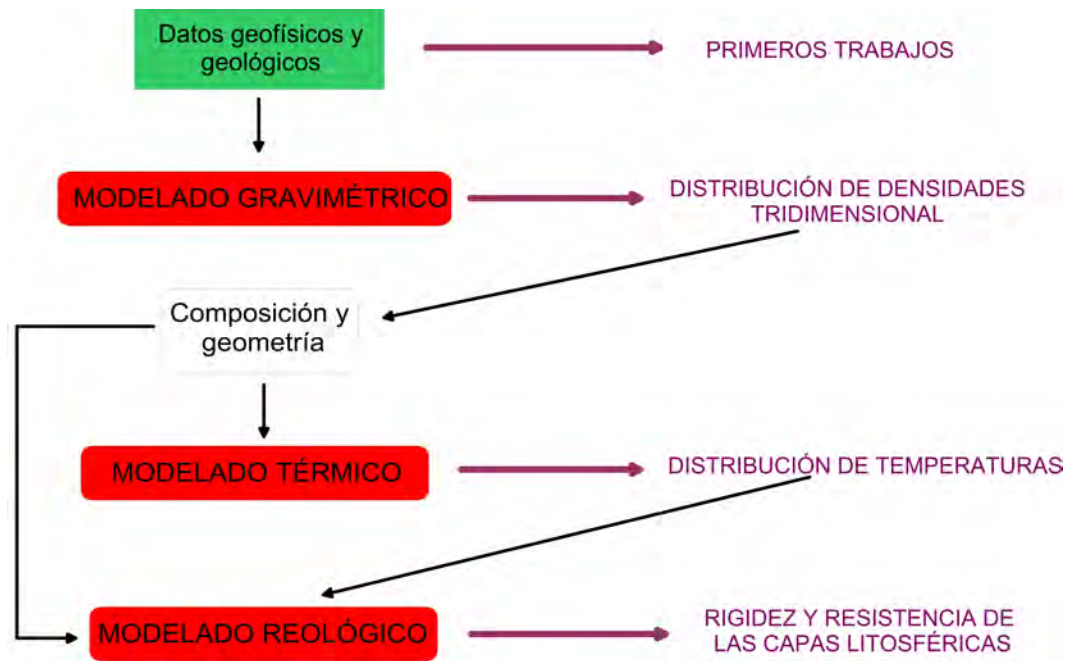 Datos geofísicos y
geológicos
PRIMEROS TRABAJOS
MODELADO GRAVIMÉTRICO
DISTRIBUCIÓN DE DENSIDADES
TRIDIMENSIONAL
Composición y
geometría
MODELADO TÉRMICO
DISTRIBUCIÓN DE TEMPERATURAS
MODELADO REOLÓGICO
RIGIDEZ Y RESISTENCIA DE
LAS CAPAS LITOSFÉRICAS